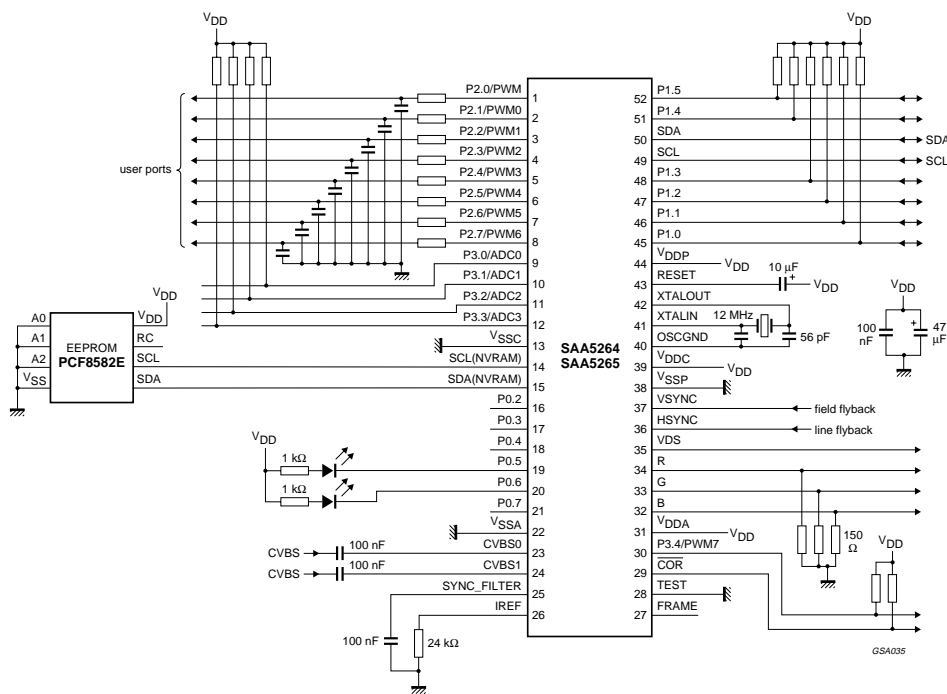 VDD
VDD
P2.0/PWM 1
P2.1/PWM0 2
P2.2/PWM1 3
P2.3/PWM2 4
P2.4/PWM3 5
P2.5/PWM4 6
P2.6/PWM5 7
P2.7/PWM6 8
P3.0/ADC0 9
P3.1/ADC1 10
P3.2/ADC2 11
P3.3/ADC3 12
VSSC 13
SCL(NVRAM) 14
SDA(NVRAM) 15
P0.2 16
P0.3 17
P0.4 18
P0.5 19
P0.6 20
P0.7 21
VSSA 22
CVBS0 23
CVBS1 24
SYNC_FILTER 25
IREF 26
user ports
A0
A1
A2
VSS
EEPROM
PCF8582E
VDD
VDD
RC
SCL
SDA
VDD
1 kΩ
1 kΩ
CVBS 100 nF
CVBS 100 nF
100 nF
24 kΩ
SAA5264
SAA5265
52 P1.5
51 P1.4
50 SDA SDA
49 SCL SCL
48 P1.3
47 P1.2
46 P1.1
45 P1.0
44 VDDP VDD
43 RESET 10 μF + VDD
42 XTALOUT
41 XTALIN 12 MHz
40 OSCGND 56 pF
39 VDDC VDD
38 VSSP
37 VSYNC field flyback
36 HSYNC line flyback
35 VDS
34 R
33 G
32 B
31 VDDA VDD
30 P3.4/PWM7
29 COR
28 TEST
27 FRAME
VDD
100 nF
+ 47 μF
150 Ω
VDD
GSA035